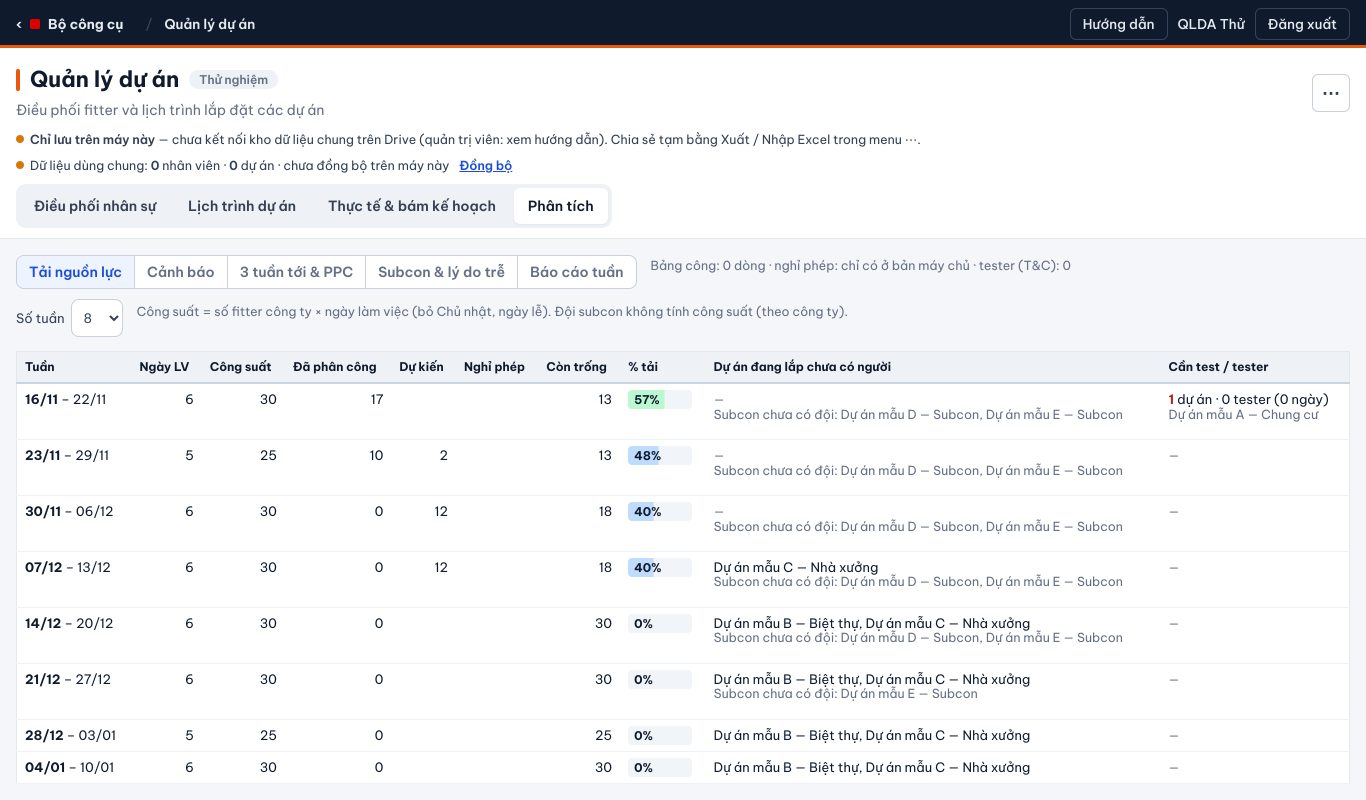 ‹ Bộ công cụ / Quản lý dự án Hướng dẫn QLDA Thử Đăng xuất
Quản lý dự án Thử nghiệm
Điều phối fitter và lịch trình lắp đặt các dự án
Chỉ lưu trên máy này — chưa kết nối kho dữ liệu chung trên Drive (quản trị viên: xem hướng dẫn). Chia sẻ tạm bằng Xuất / Nhập Excel trong menu ⋯.
Dữ liệu dùng chung: 0 nhân viên · 0 dự án · chưa đồng bộ trên máy này Đồng bộ
Điều phối nhân sự Lịch trình dự án Thực tế & bám kế hoạch Phân tích
Tải nguồn lực Cảnh báo 3 tuần tới & PPC Subcon & lý do trễ Báo cáo tuần Bảng công: 0 dòng · nghỉ phép: chỉ có ở bản máy chủ · tester (T&C): 0
Số tuần 8 Công suất = số fitter công ty × ngày làm việc (bỏ Chủ nhật, ngày lễ). Đội subcon không tính công suất (theo công ty).
Tuần Ngày LV Công suất Đã phân công Dự kiến Nghỉ phép Còn trống % tải Dự án đang lắp chưa có người Cần test / tester
16/11 – 22/11 6 30 17 13 57% — 1 dự án · 0 tester (0 ngày)
Subcon chưa có đội: Dự án mẫu D — Subcon, Dự án mẫu E — Subcon Dự án mẫu A — Chung cư
23/11 – 29/11 5 25 10 2 13 48% — —
Subcon chưa có đội: Dự án mẫu D — Subcon, Dự án mẫu E — Subcon
30/11 – 06/12 6 30 0 12 18 40% — —
Subcon chưa có đội: Dự án mẫu D — Subcon, Dự án mẫu E — Subcon
07/12 – 13/12 6 30 0 12 18 40% Dự án mẫu C — Nhà xưởng —
Subcon chưa có đội: Dự án mẫu D — Subcon, Dự án mẫu E — Subcon
14/12 – 20/12 6 30 0 30 0% Dự án mẫu B — Biệt thự, Dự án mẫu C — Nhà xưởng —
Subcon chưa có đội: Dự án mẫu D — Subcon, Dự án mẫu E — Subcon
21/12 – 27/12 6 30 0 30 0% Dự án mẫu B — Biệt thự, Dự án mẫu C — Nhà xưởng —
Subcon chưa có đội: Dự án mẫu E — Subcon
28/12 – 03/01 5 25 0 25 0% Dự án mẫu B — Biệt thự, Dự án mẫu C — Nhà xưởng —
04/01 – 10/01 6 30 0 30 0% Dự án mẫu B — Biệt thự, Dự án mẫu C — Nhà xưởng —